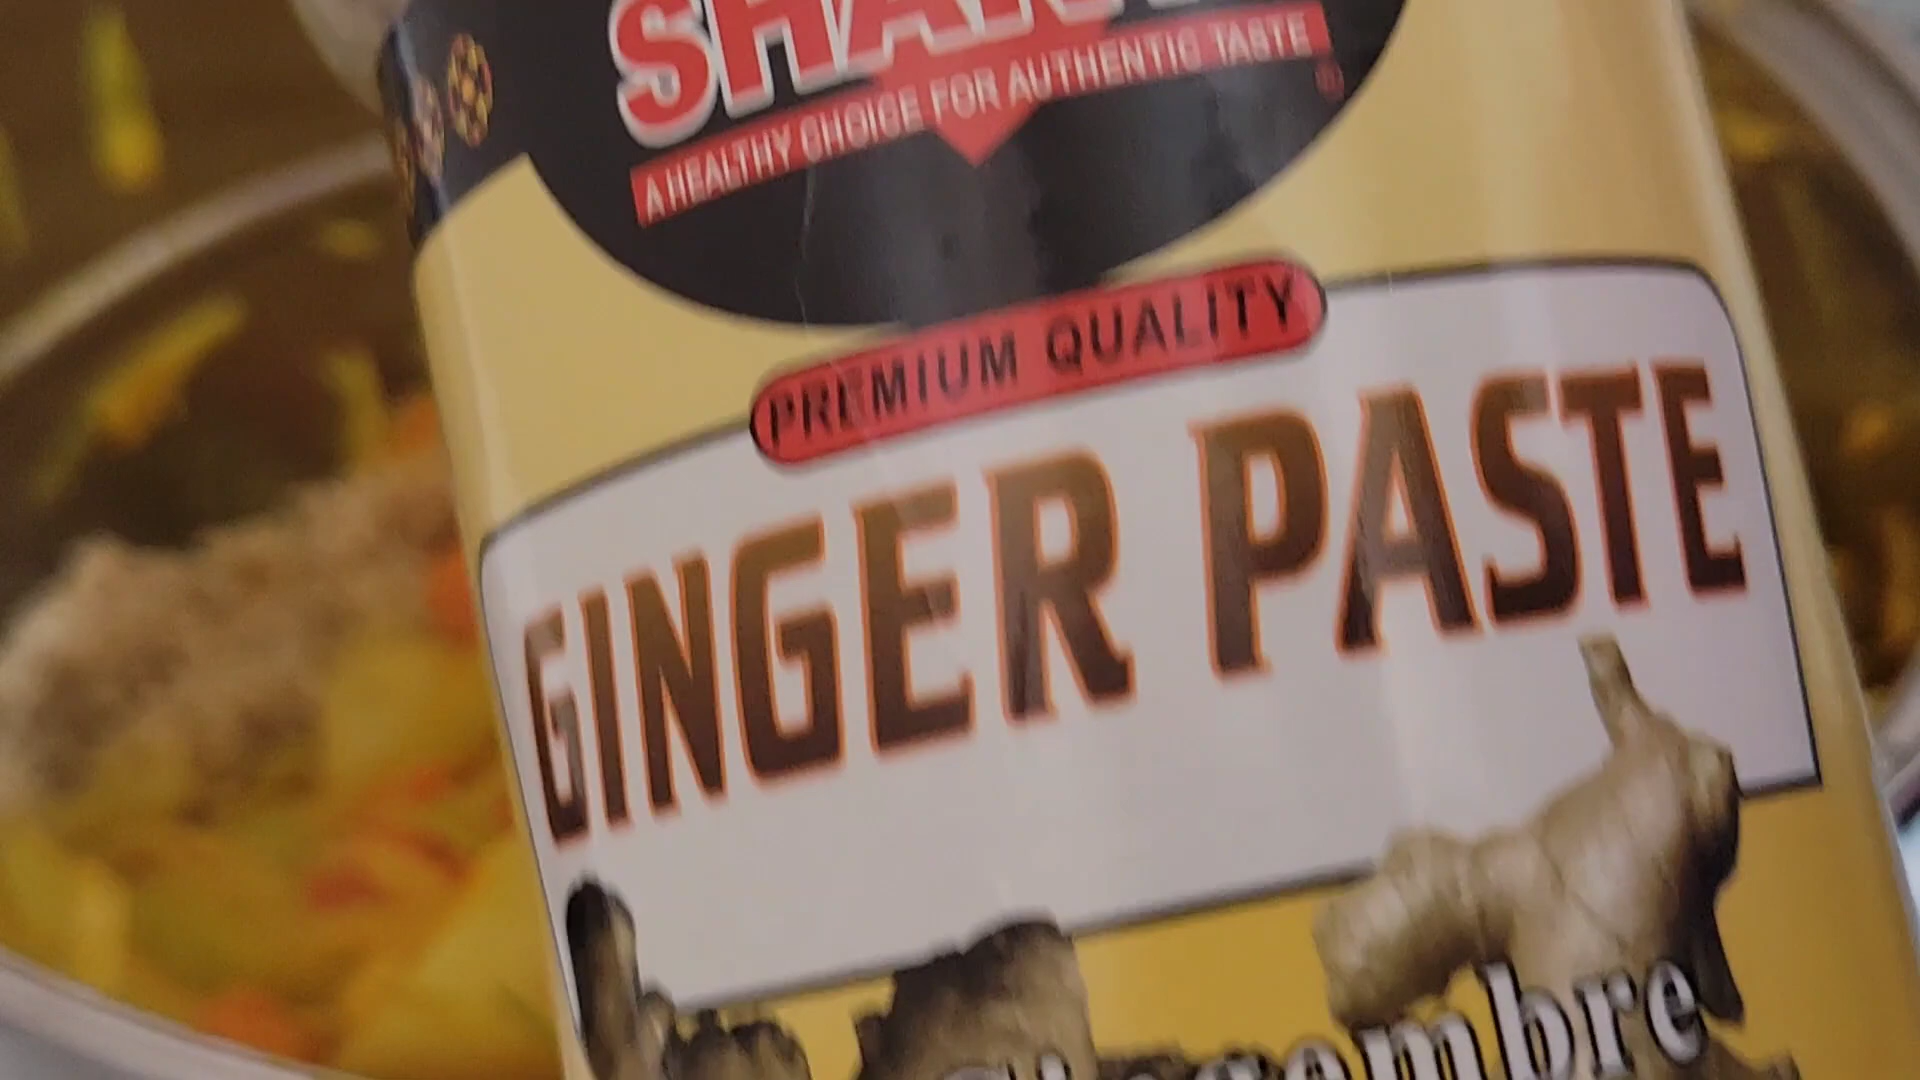 A HEALTHY CHOICE FOR AUTHENTIC TASTE
PREMIUM QUALITY
GINGER PASTE